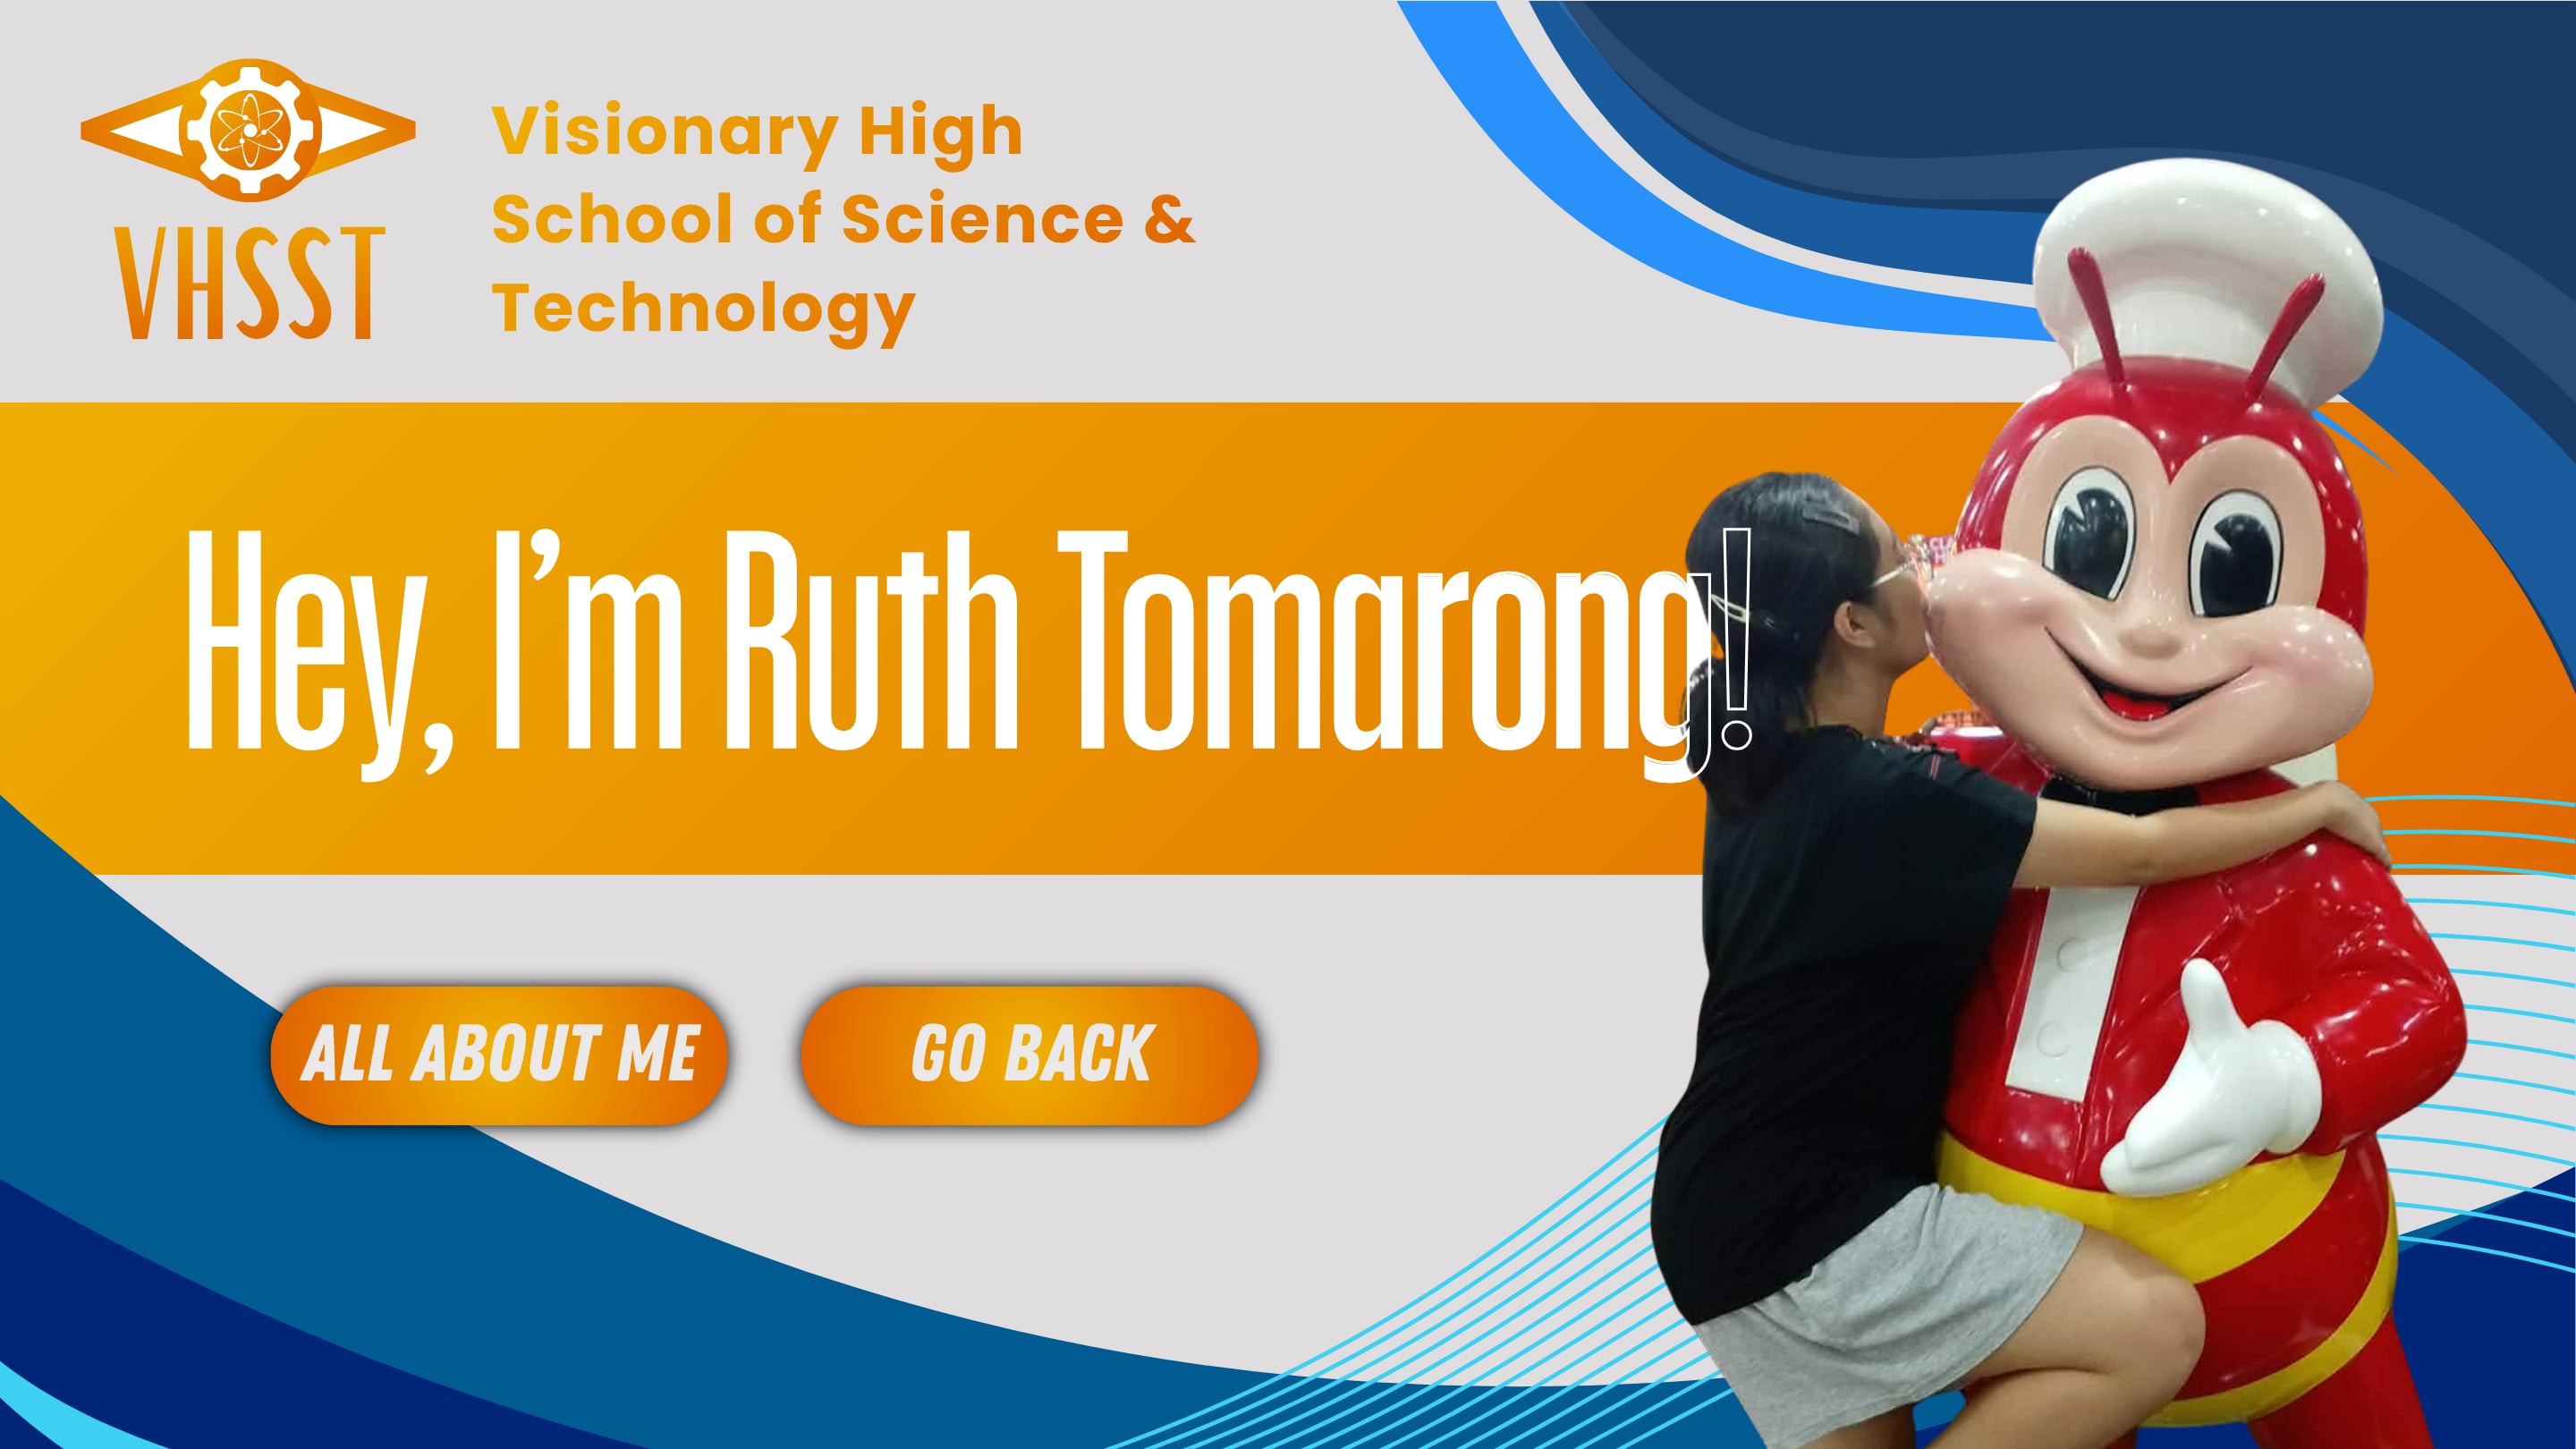 VHSST
Visionary High
School of Science &
Technology
Hey, I’m Ruth Tomarong!
ALL ABOUT ME
GO BACK